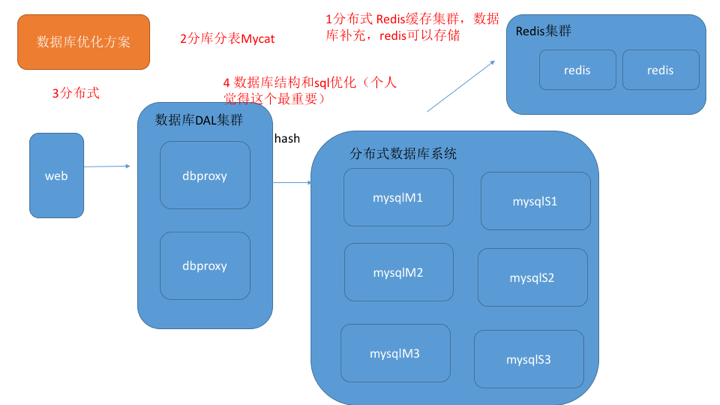 数据库优化方案
2分库分表Mycat
1分布式 Redis缓存集群，数据
库补充，redis可以存储
Redis集群
redis
redis
3分布式
4 数据库结构和sql优化（个人
觉得这个最重要）
数据库DAL集群
hash
web
dbproxy
dbproxy
分布式数据库系统
mysqlM1
mysqlS1
mysqlM2
mysqlS2
mysqlM3
mysqlS3